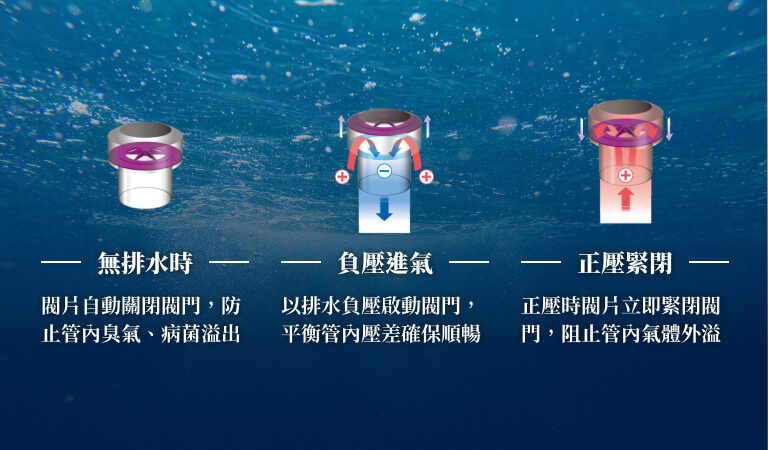 無排水時
閥片自動關閉閥門，防
止管內臭氣、病菌溢出
負壓進氣
以排水負壓啟動閥門，
平衡管內壓差確保順暢
正壓緊閉
正壓時閥片立即緊閉閥
門，阻止管內氣體外溢